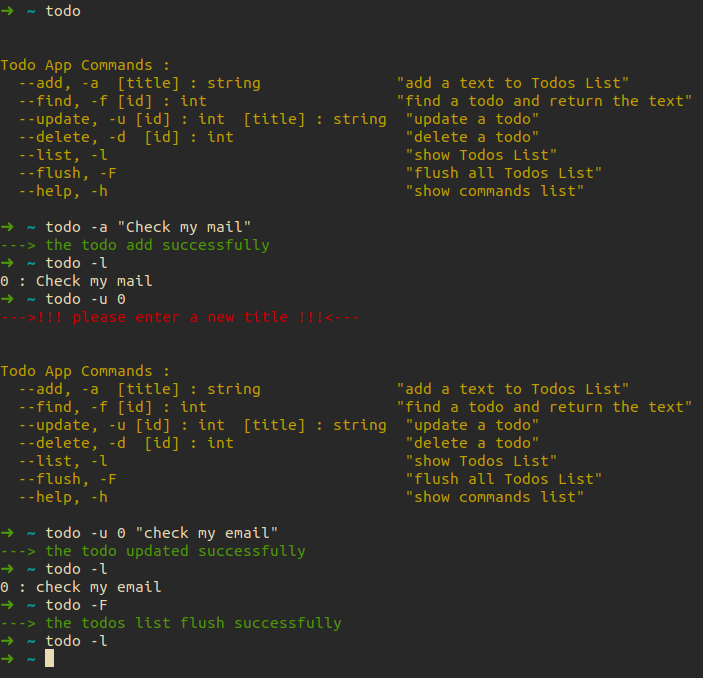 ➜ ~ todo
Todo App Commands :
  --add, -a  [title] : string               "add a text to Todos List"
  --find, -f [id] : int                     "find a todo and return the text"
  --update, -u [id] : int  [title] : string  "update a todo"
  --delete, -d  [id] : int                   "delete a todo"
  --list, -l                                 "show Todos List"
  --flush, -F                                "flush all Todos List"
  --help, -h                                 "show commands list"
➜ ~ todo -a "Check my mail"
---> the todo add successfully
➜ ~ todo -l
0 : Check my mail
➜ ~ todo -u 0
--->!!! please enter a new title !!!<---
Todo App Commands :
  --add, -a  [title] : string               "add a text to Todos List"
  --find, -f [id] : int                     "find a todo and return the text"
  --update, -u [id] : int  [title] : string  "update a todo"
  --delete, -d  [id] : int                   "delete a todo"
  --list, -l                                 "show Todos List"
  --flush, -F                                "flush all Todos List"
  --help, -h                                 "show commands list"
➜ ~ todo -u 0 "check my email"
---> the todo updated successfully
➜ ~ todo -l
0 : check my email
➜ ~ todo -F
---> the todos list flush successfully
➜ ~ todo -l
➜ ~